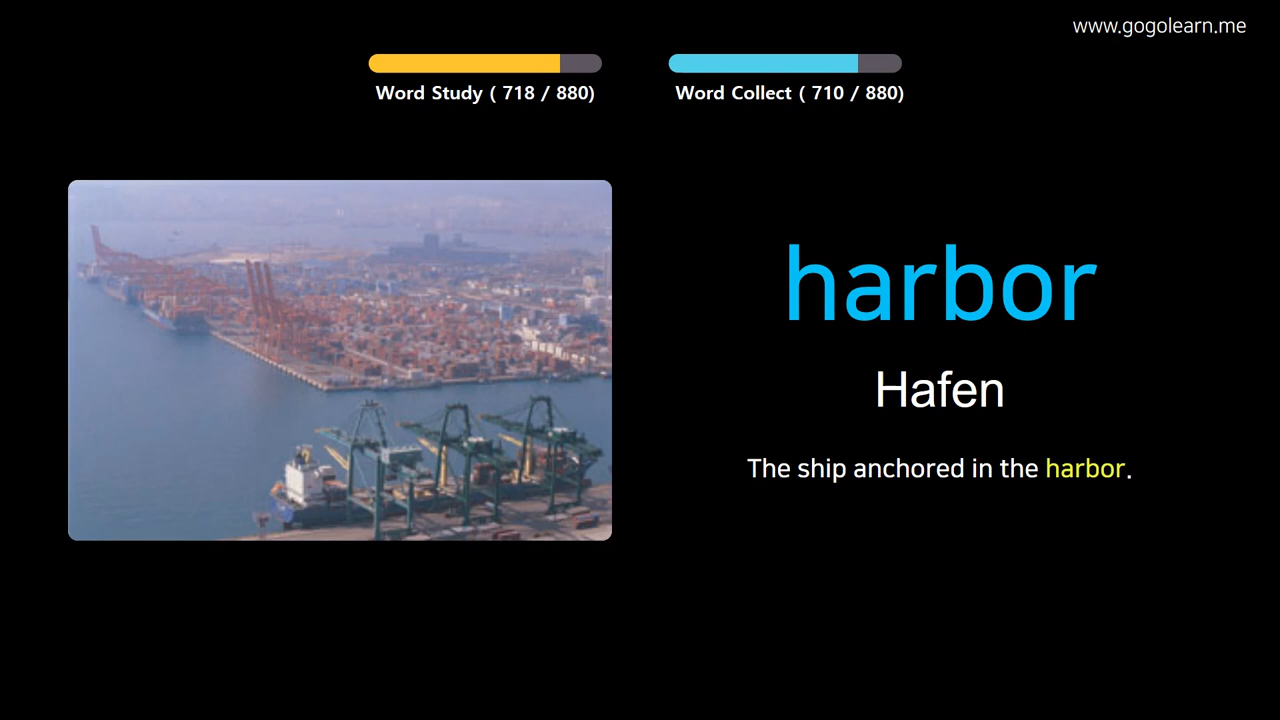 www.gogolearn.me
Word Study ( 718 / 880)
Word Collect ( 710 / 880)
harbor
Hafen
The ship anchored in the harbor.